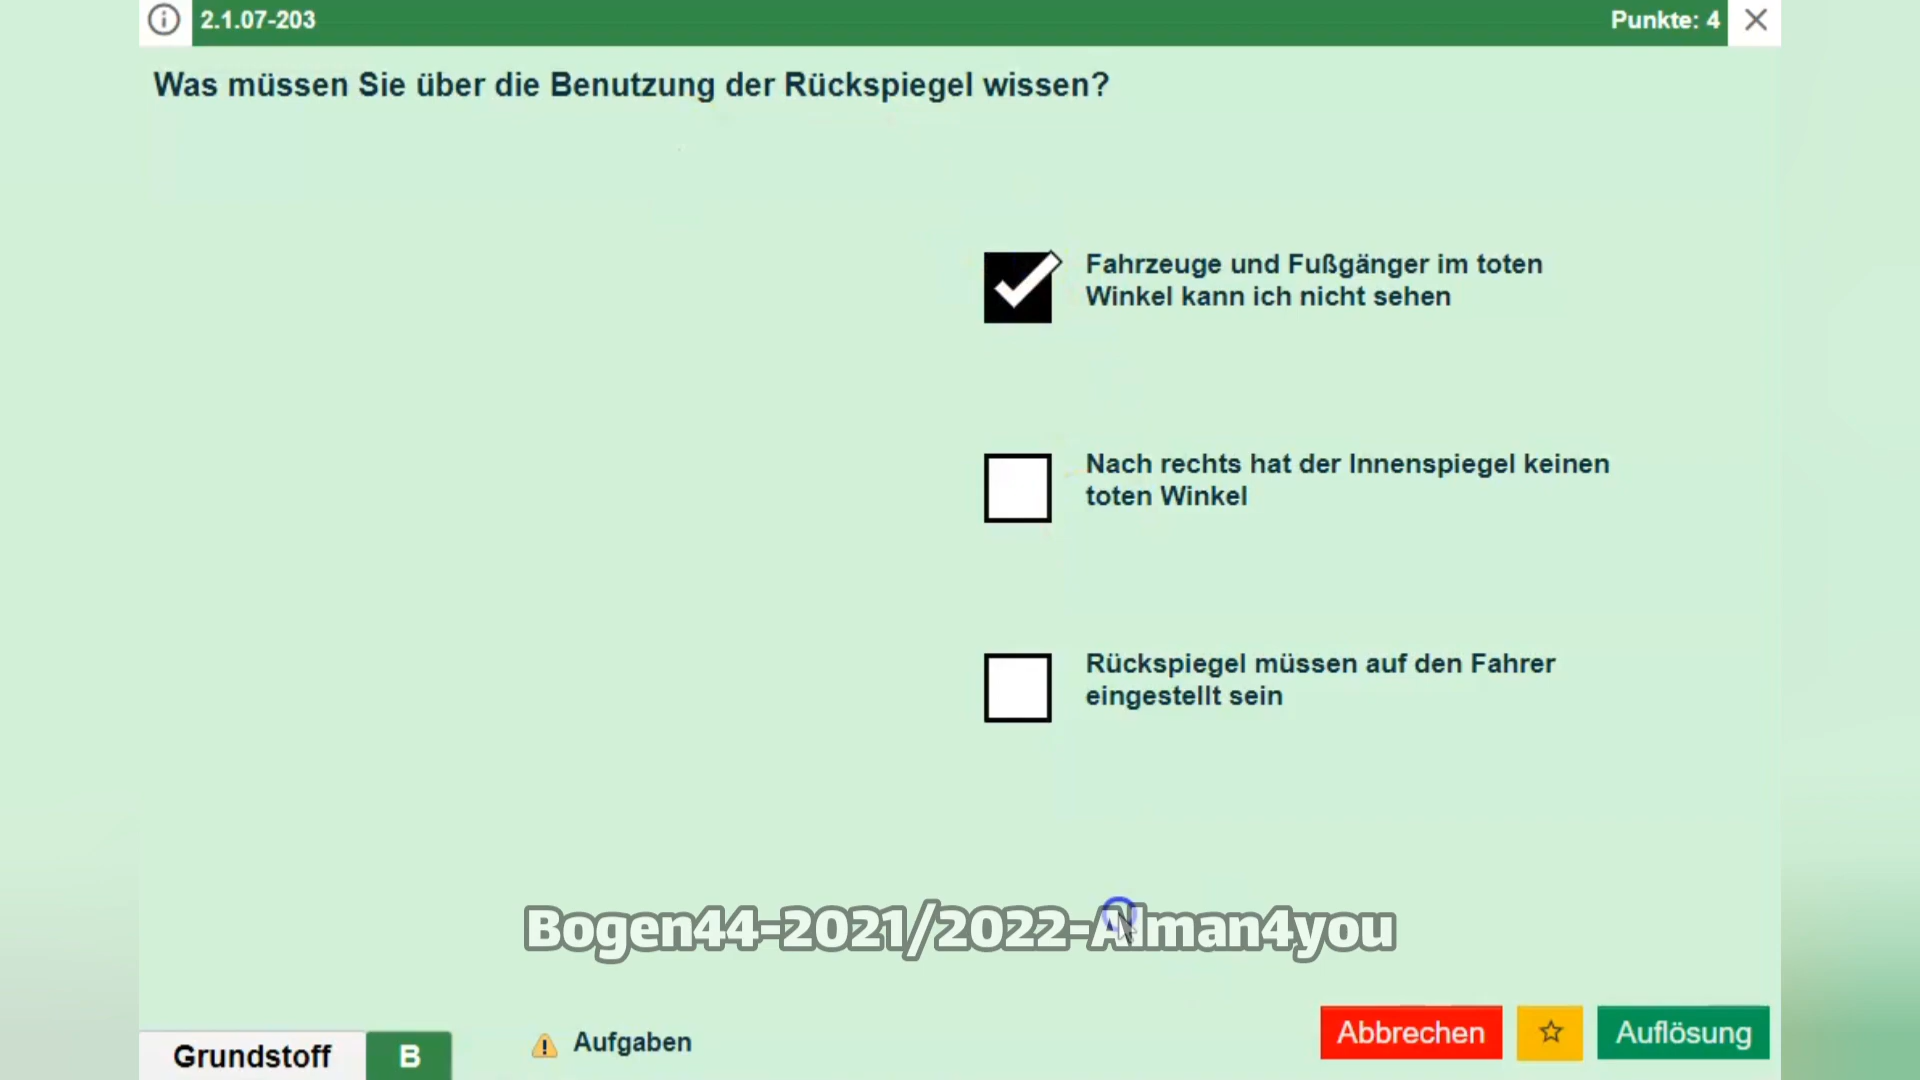 2.1.07-203
Punkte: 4
Was müssen Sie über die Benutzung der Rückspiegel wissen?
Fahrzeuge und Fußgänger im toten
Winkel kann ich nicht sehen
Nach rechts hat der Innenspiegel keinen
toten Winkel
Rückspiegel müssen auf den Fahrer
eingestellt sein
Bogen44-2021/2022-Alman4you
Grundstoff
B
Aufgaben
Abbrechen
Auflösung